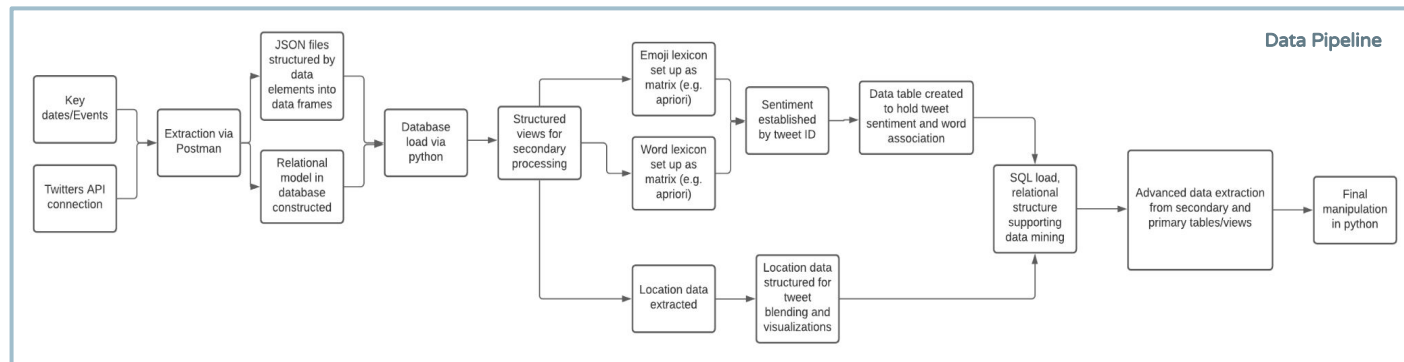 Data Pipeline
Key
dates/Events
Twitters API
connection
Extraction via
Postman
JSON files
structured by
data
elements into
data frames
Relational
model in
database
constructed
Database
load via
python
Structured
views for
secondary
processing
Emoji lexicon
set up as
matrix (e.g.
apriori)
Word lexicon
set up as
matrix (e.g.
apriori)
Sentiment
established
by tweet ID
Data table created
to hold tweet
sentiment and word
association
Location data
extracted
Location data
structured for
tweet
blending and
visualizations
SQL load,
relational
structure
supporting
data mining
Advanced data extraction
from secondary and
primary tables/views
Final
manipulation
in python